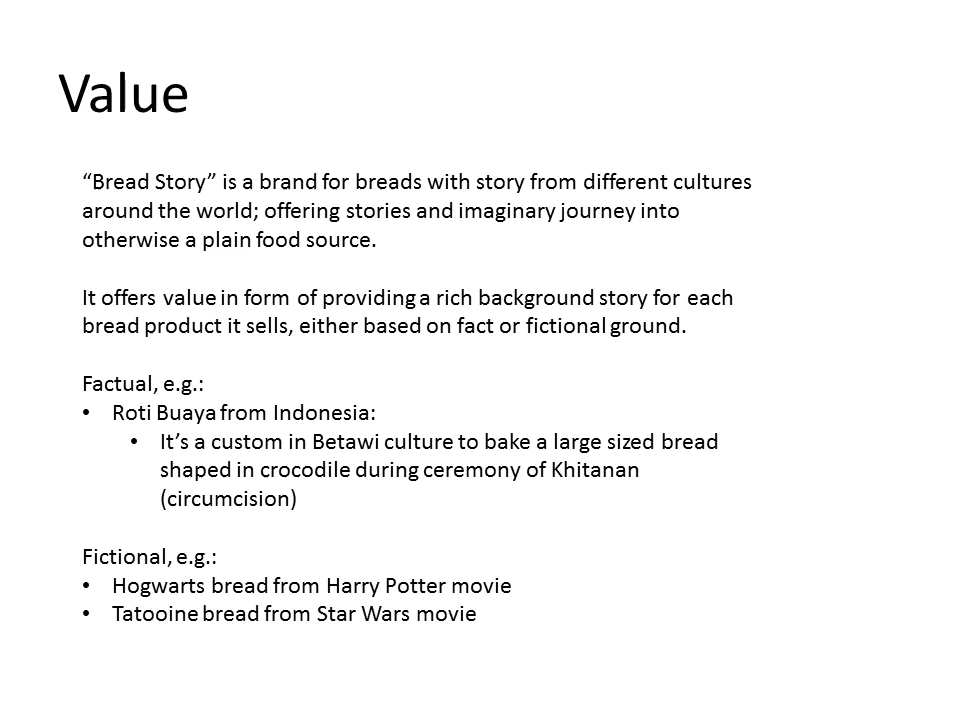 Value
“Bread Story” is a brand for breads with story from different cultures
around the world; offering stories and imaginary journey into
otherwise a plain food source.
It offers value in form of providing a rich background story for each
bread product it sells, either based on fact or fictional ground.
Factual, e.g.:
• Roti Buaya from Indonesia:
• It’s a custom in Betawi culture to bake a large sized bread
shaped in crocodile during ceremony of Khitanan
(circumcision)
Fictional, e.g.:
• Hogwarts bread from Harry Potter movie
• Tatooine bread from Star Wars movie